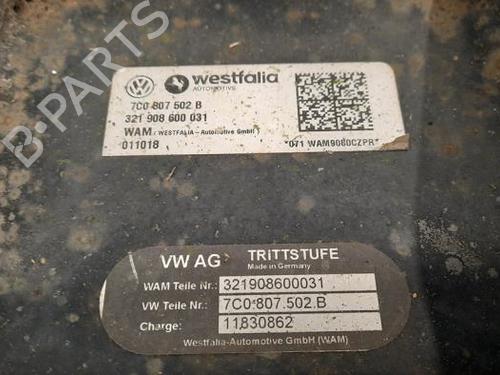 westfalia
AUTOMOTIVE
7C0 807 502 B
321 908 600 031
WAM (WESTFALIA - Automotive GmbH)
011018
*071 WAM9080CZPR*
VW AG TRITTSTUFE
Made in Germany
WAM Teile Nr.: 321908600031
VW Teile Nr.: 7C0.807.502.B
Charge: 11830862
Westfalia-Automotive GmbH (WAM)